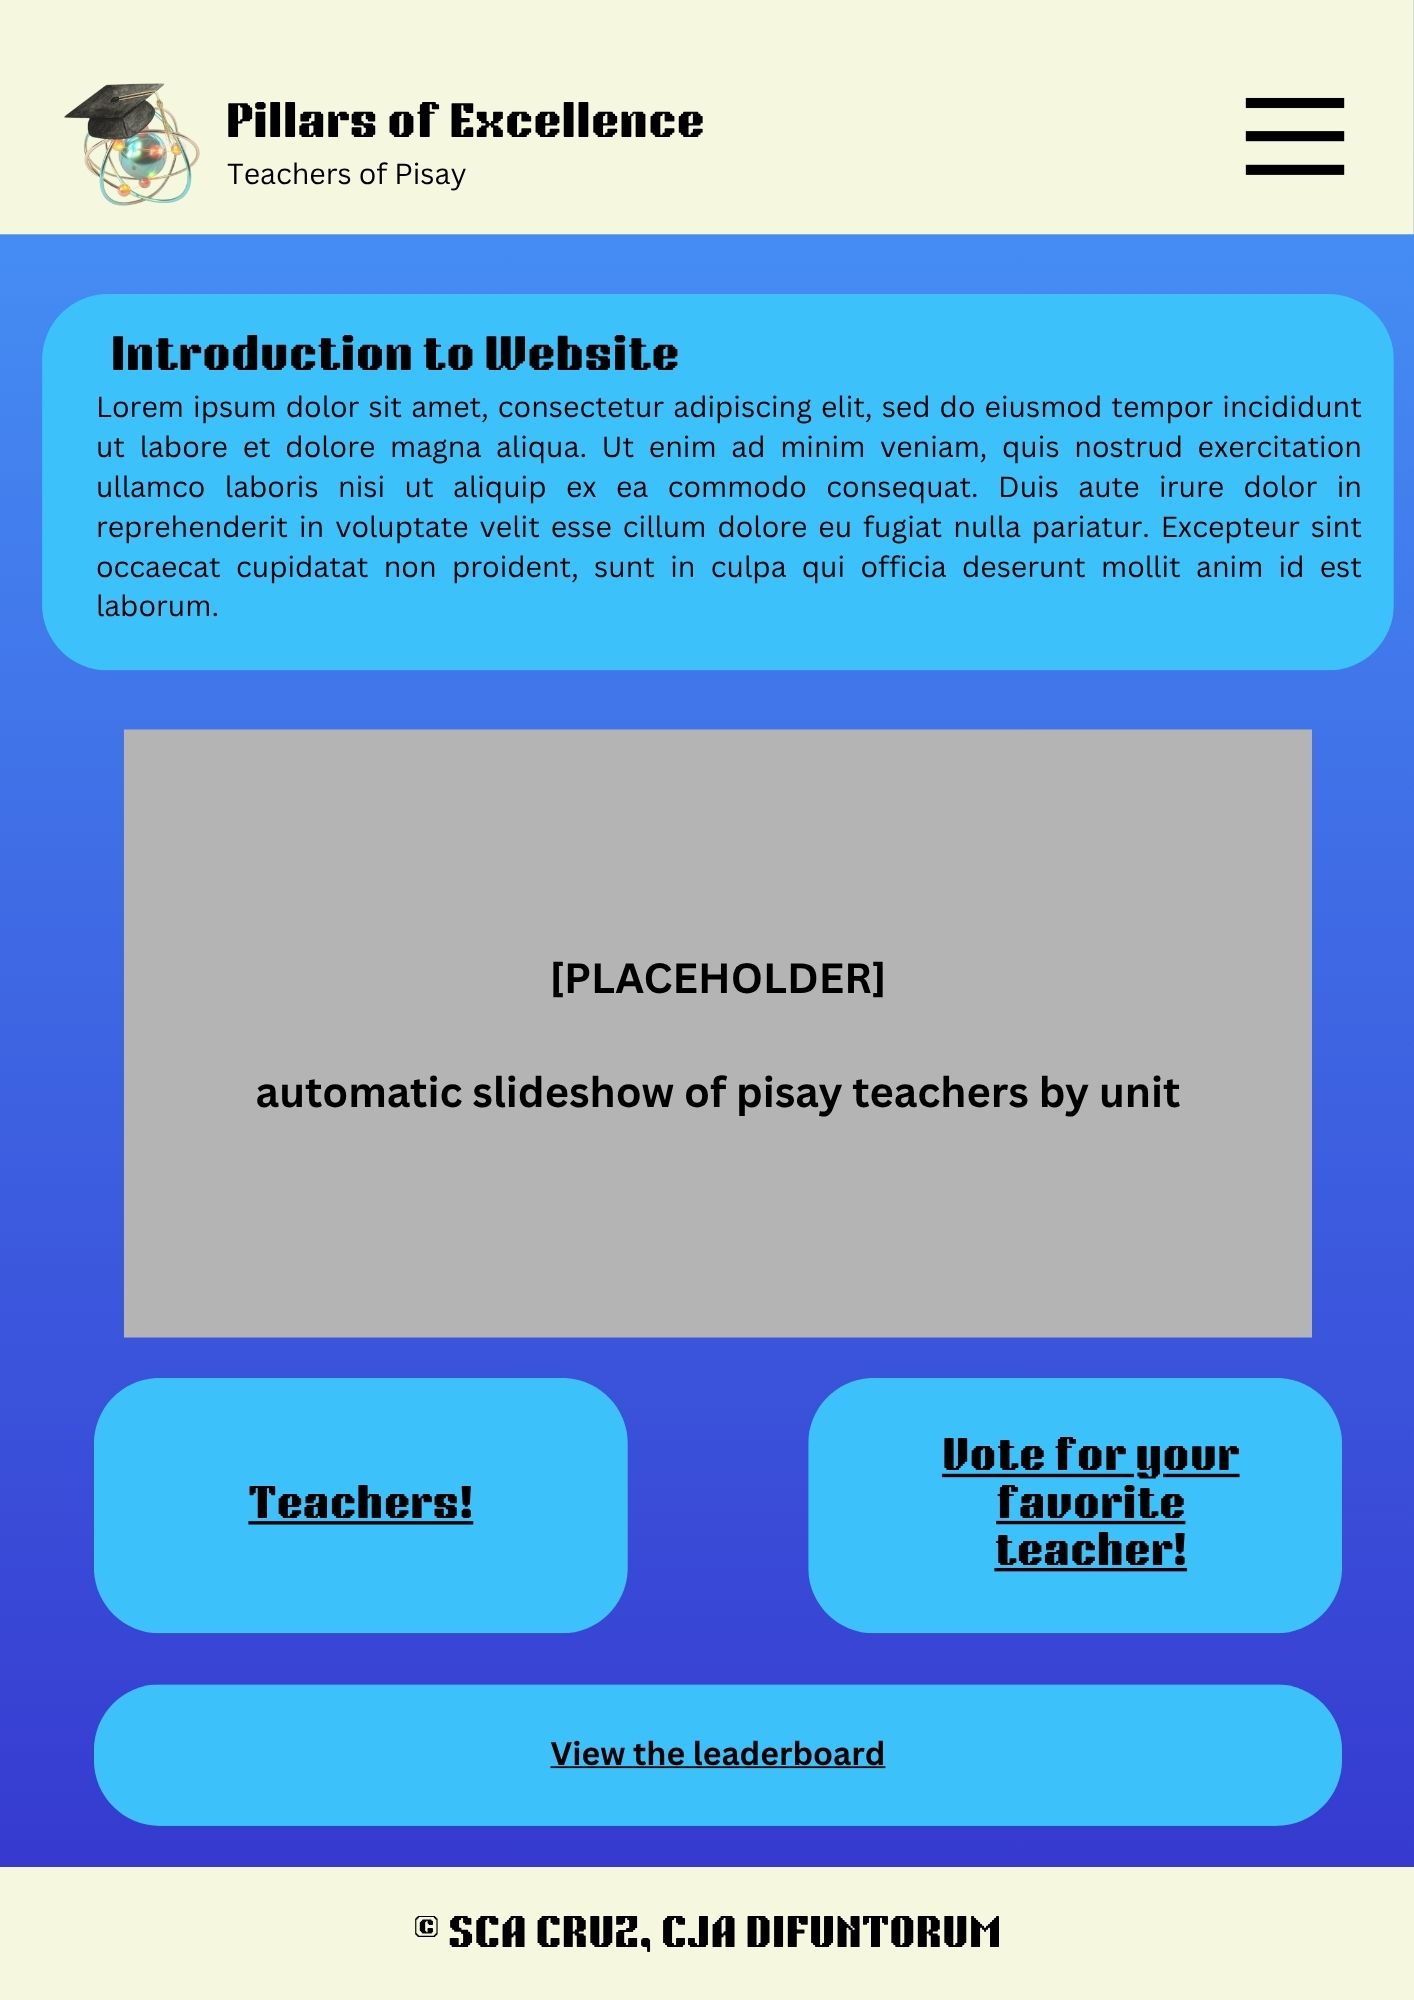 Pillars of Excellence
Teachers of Pisay
Introduction to Website
Lorem ipsum dolor sit amet, consectetur adipiscing elit, sed do eiusmod tempor incididunt
ut labore et dolore magna aliqua. Ut enim ad minim veniam, quis nostrud exercitation
ullamco laboris nisi ut aliquip ex ea commodo consequat. Duis aute irure dolor in
reprehenderit in voluptate velit esse cillum dolore eu fugiat nulla pariatur. Excepteur sint
occaecat cupidatat non proident, sunt in culpa qui officia deserunt mollit anim id est
laborum.
[PLACEHOLDER]
automatic slideshow of pisay teachers by unit
Teachers!
Vote for your
favorite
teacher!
View the leaderboard
© SCA CRUZ, CJA DIFUNTORUM